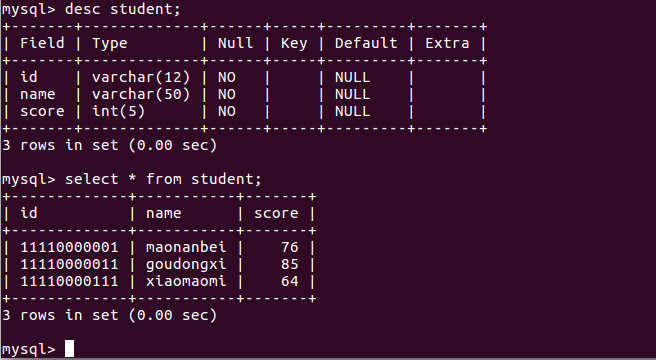 mysql> desc student;
+-------+-------------+------+-----+---------+-------+
| Field | Type        | Null | Key | Default | Extra |
+-------+-------------+------+-----+---------+-------+
| id    | varchar(12) | NO   |     | NULL    |       |
| name  | varchar(50) | NO   |     | NULL    |       |
| score | int(5)      | NO   |     | NULL    |       |
+-------+-------------+------+-----+---------+-------+
3 rows in set (0.00 sec)
mysql> select * from student;
+-------------+-----------+-------+
| id          | name      | score |
+-------------+-----------+-------+
| 11110000001 | maonanbei |    76 |
| 11110000011 | goudongxi |    85 |
| 11110000111 | xiaomaomi |    64 |
+-------------+-----------+-------+
3 rows in set (0.00 sec)
mysql>